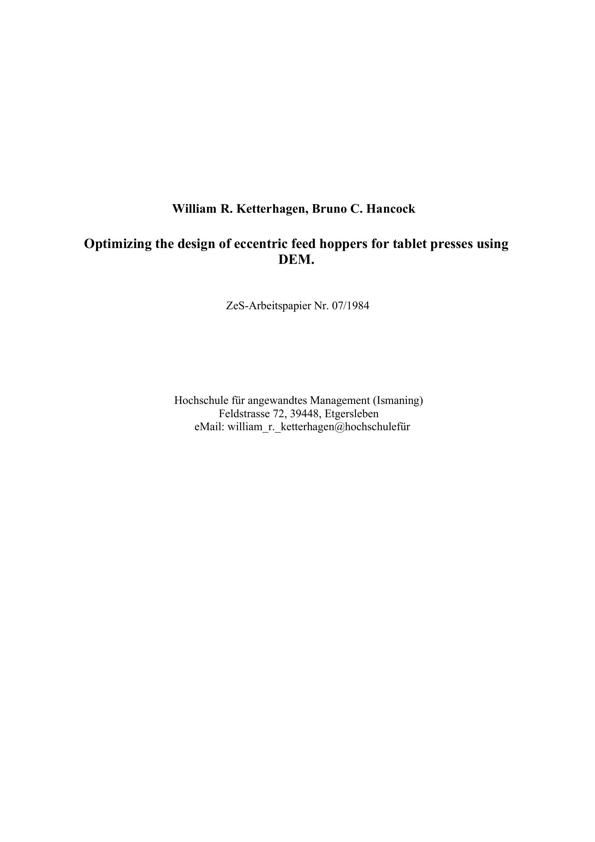 William R. Ketterhagen, Bruno C. Hancock
Optimizing the design of eccentric feed hoppers for tablet presses using
DEM.
ZeS-Arbeitspapier Nr. 07/1984
Hochschule für angewandtes Management (Ismaning)
Feldstrasse 72, 39448, Etgersleben
eMail: william_r._ketterhagen@hochschulefür